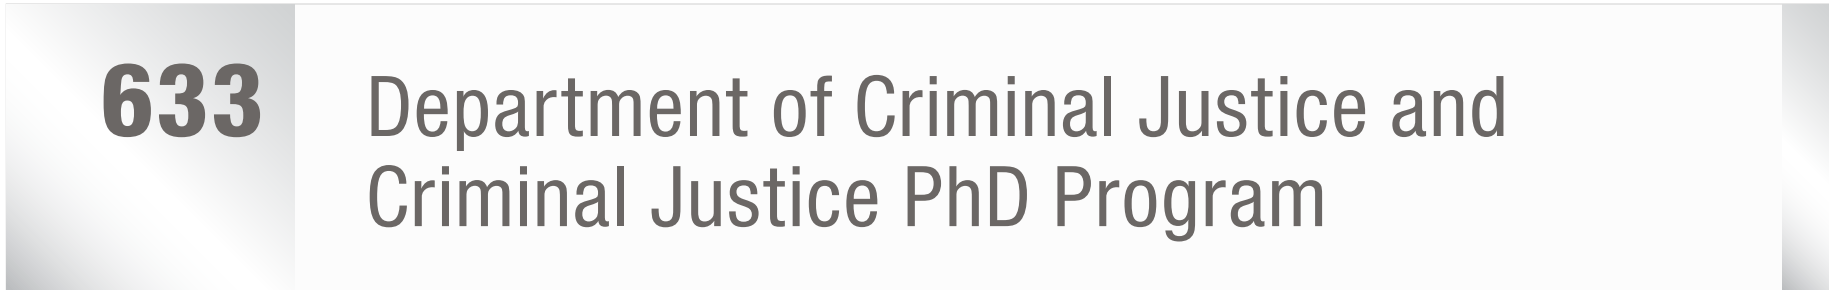 633 Department of Criminal Justice and
Criminal Justice PhD Program